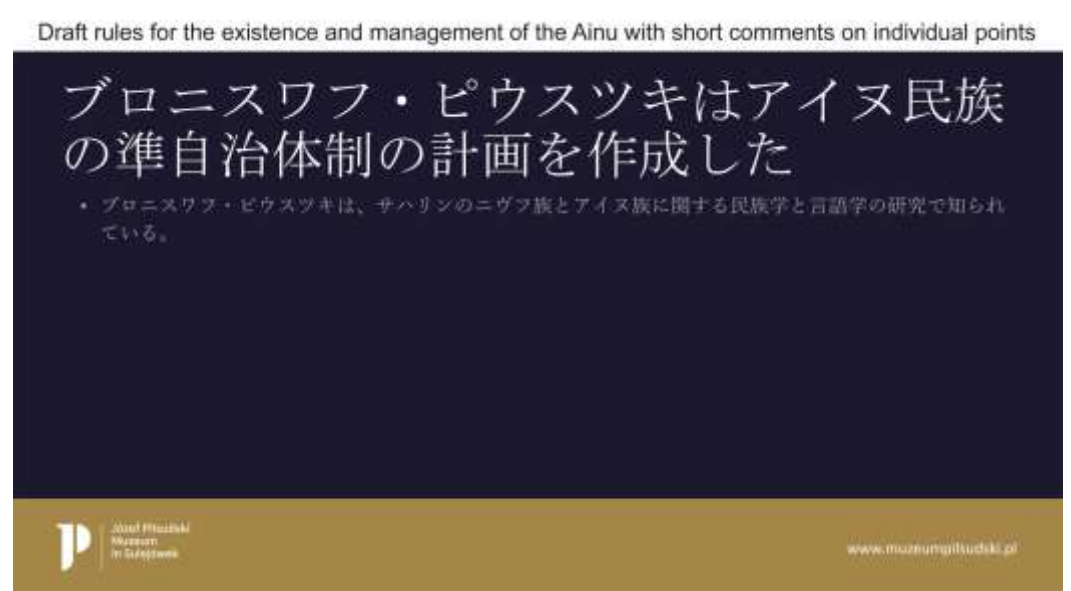 Draft rules for the existence and management of the Ainu with short comments on individual points
ブロニスワフ・ピウスツキはアイヌ民族
の準自治体制の計画を作成した
• ブロニスワフ・ピウスツキは、サハリンのニヴフ族とアイヌ族に関する民族学と言語学の研究で知られ
ている。
Józef Piłsudski
Museum
in Sulejówek
www.muzeumpilsudski.pl